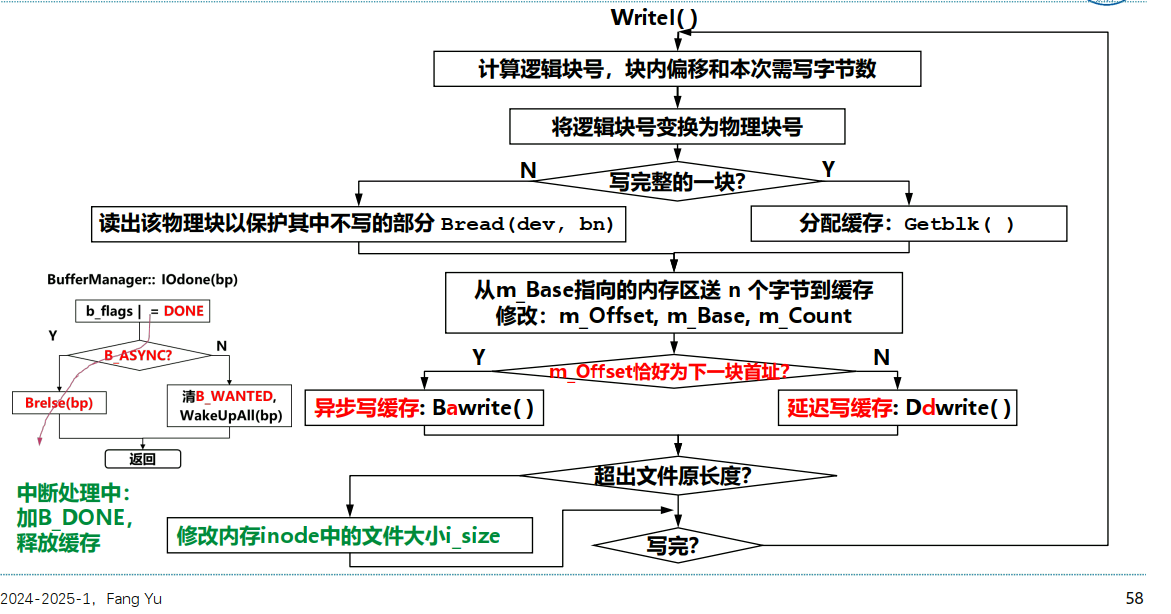 WriteI( )
计算逻辑块号，块内偏移和本次需写字节数
将逻辑块号变换为物理块号
N
写完整的一块?
Y
读出该物理块以保护其中不写的部分 Bread(dev, bn)
分配缓存：Getblk( )
从m_Base指向的内存区送 n 个字节到缓存
修改：m_Offset, m_Base, m_Count
Y
m_Offset恰好为下一块首址?
N
异步写缓存: Bawrite( )
延迟写缓存: Ddwrite( )
超出文件原长度?
修改内存inode中的文件大小i_size
写完?
BufferManager:: IOdone(bp)
b_flags | = DONE
Y
B_ASYNC?
N
Brelse(bp)
清B_WANTED,
WakeUpAll(bp)
返回
中断处理中：
加B_DONE，
释放缓存
2024-2025-1，Fang Yu
58